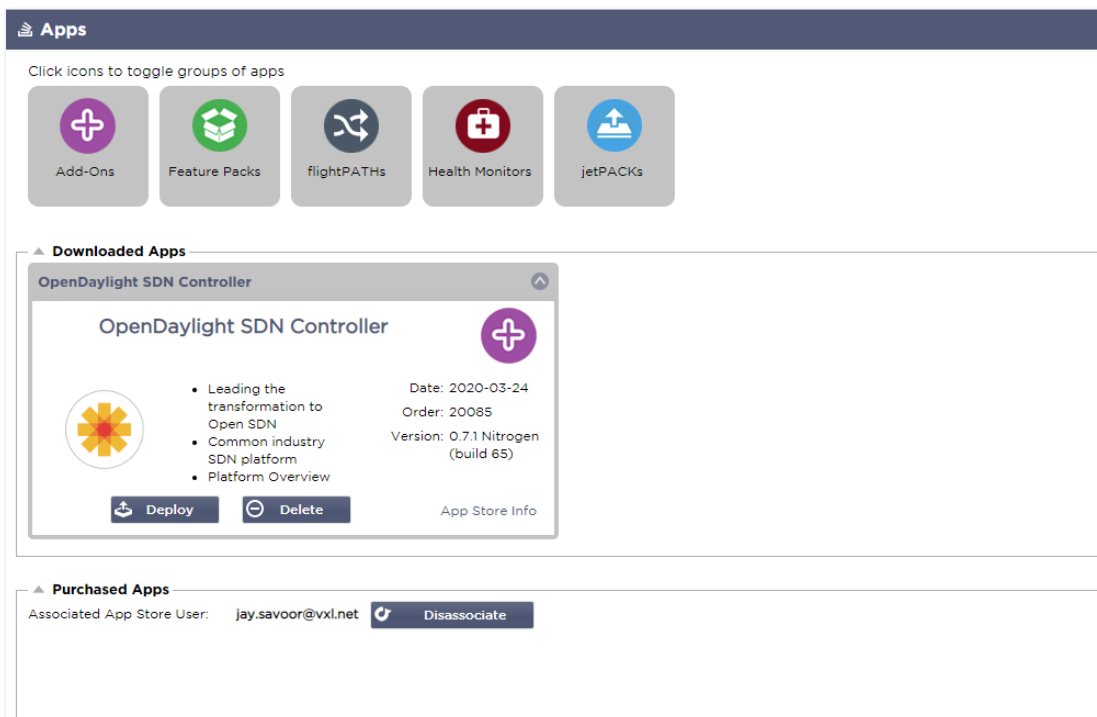 Apps
Click icons to toggle groups of apps
Add-Ons
Feature Packs
flightPATHs
Health Monitors
jetPACKs
Downloaded Apps
OpenDaylight SDN Controller
OpenDaylight SDN Controller
Leading the
transformation to
Open SDN
Common industry
SDN platform
Platform Overview
Date: 2020-03-24
Order: 20085
Version: 0.7.1 Nitrogen
(build 65)
Deploy
Delete
App Store Info
Purchased Apps
Associated App Store User: jay.savoor@vxl.net
Disassociate